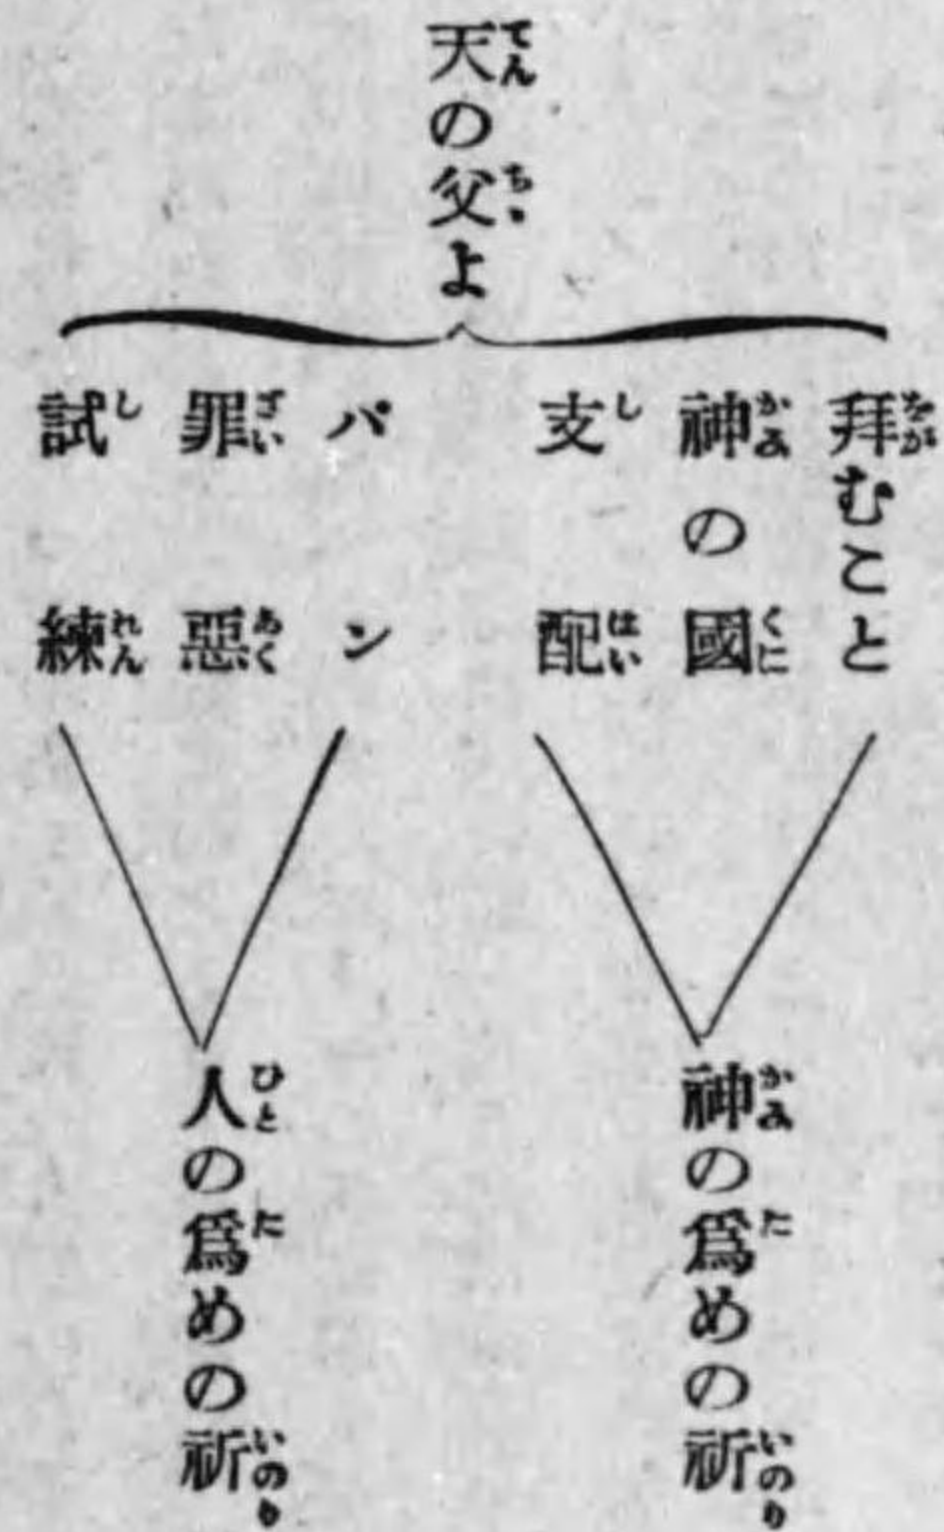 天の父よ
拜むこと
神の國
支配
パン
罪惡
試練
神の爲めの祈
人の爲めの祈